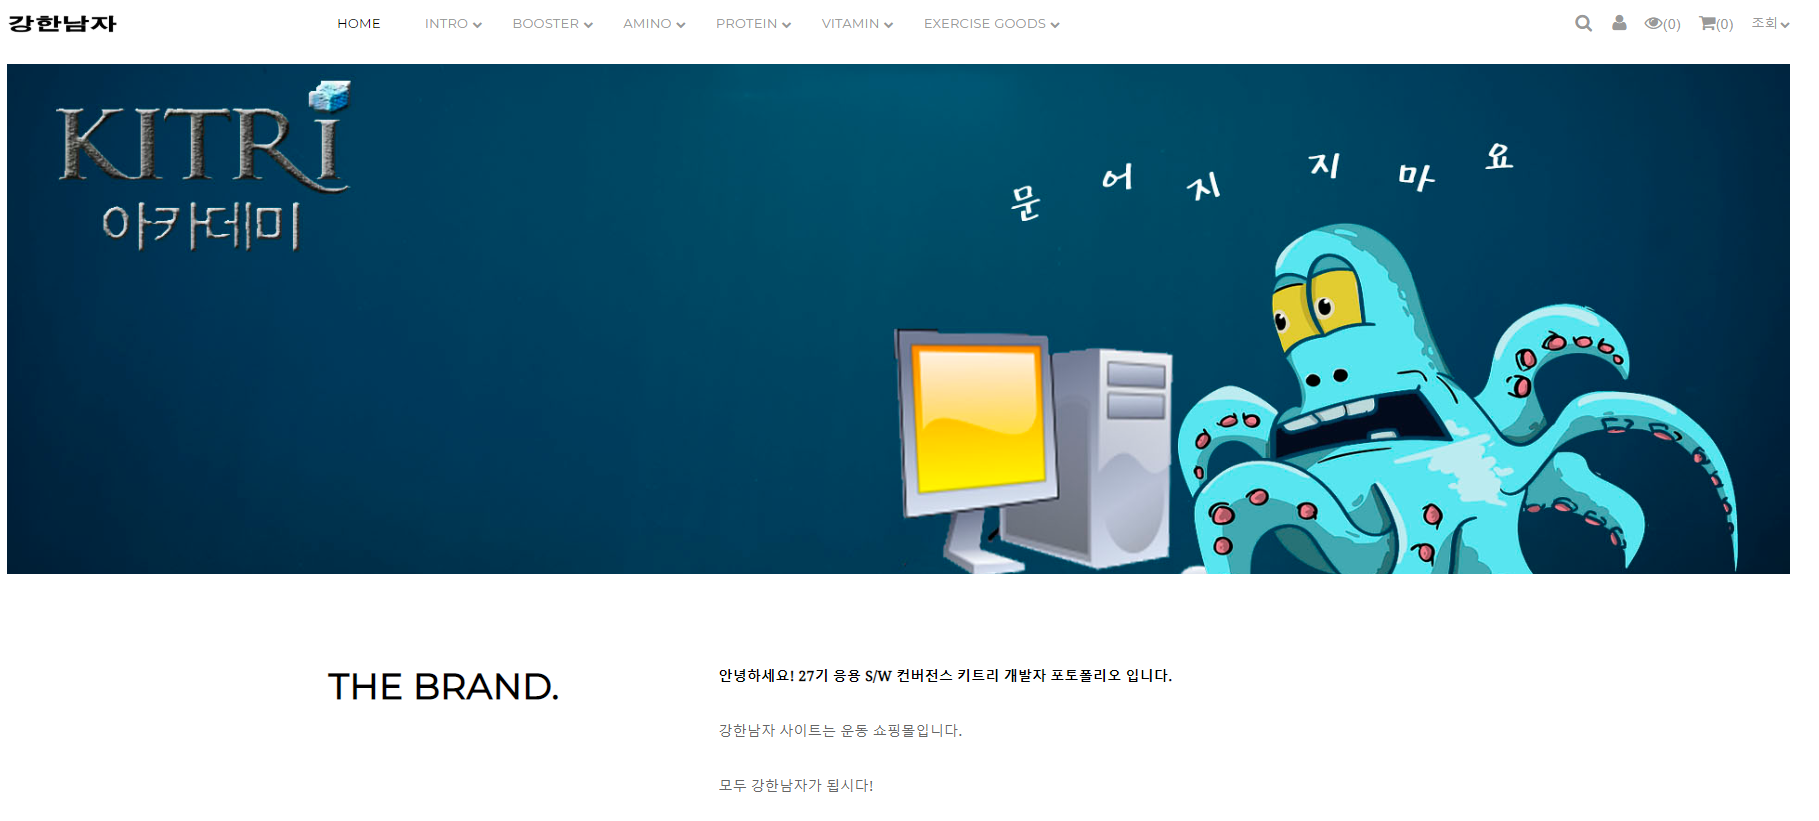 강한남자
HOME INTRO BOOSTER AMINO PROTEIN VITAMIN EXERCISE GOODS (0) (0) 조회
KITRi
아카데미
문 어 지 지 마 요
THE BRAND.
안녕하세요! 27기 응용 S/W 컨버전스 키트리 개발자 포토폴리오 입니다.
강한남자 사이트는 운동 쇼핑몰입니다.
모두 강한남자가 됩시다!